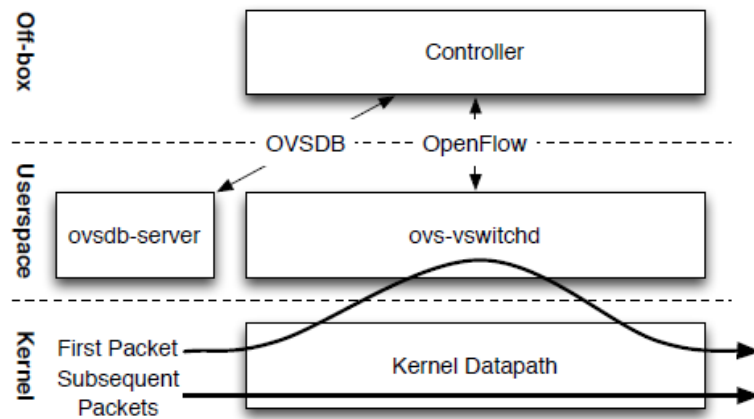 Off-box
Controller
OVSDB
OpenFlow
Userspace
ovsdb-server
ovs-vswitchd
Kernel
First Packet
Subsequent
Packets
Kernel Datapath